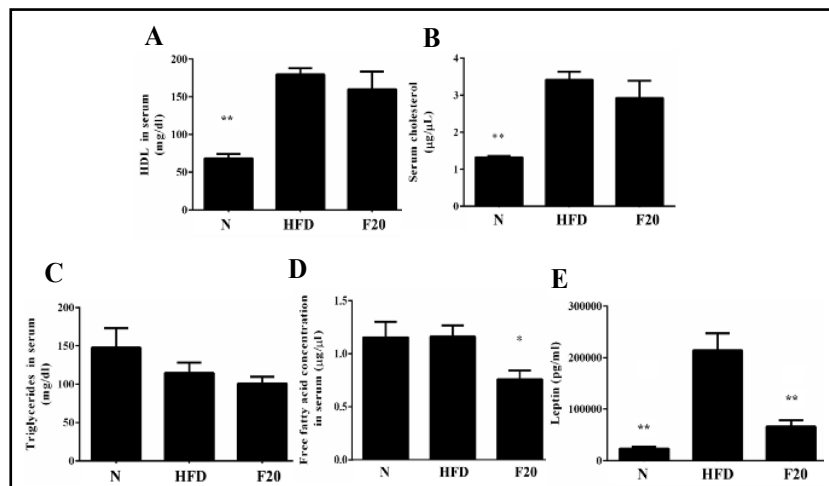 A
HDL in serum
(mg/dl)
200
150
100
50
0
**
N HFD F20
B
Serum cholesterol
(μg/μL)
4
3
2
1
0
**
N HFD F20
C
Triglycerides in serum
(mg/dl)
200
150
100
50
0
N HFD F20
D
Free fatty acid concentration
in serum (μg/μl)
1.5
1.0
0.5
0.0
*
N HFD F20
E
Leptin (pg/ml)
300000
200000
100000
0
**
**
N HFD F20